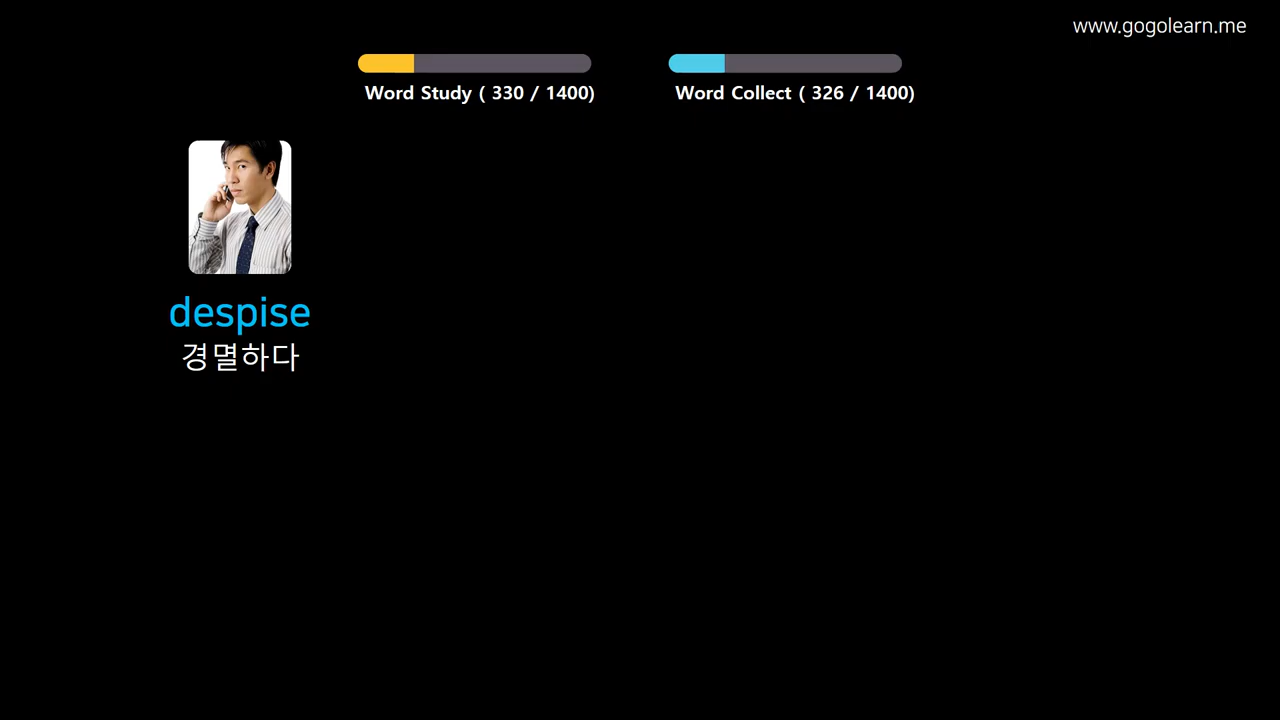 www.gogolearn.me
Word Study ( 330 / 1400)
Word Collect ( 326 / 1400)
despise
경멸하다